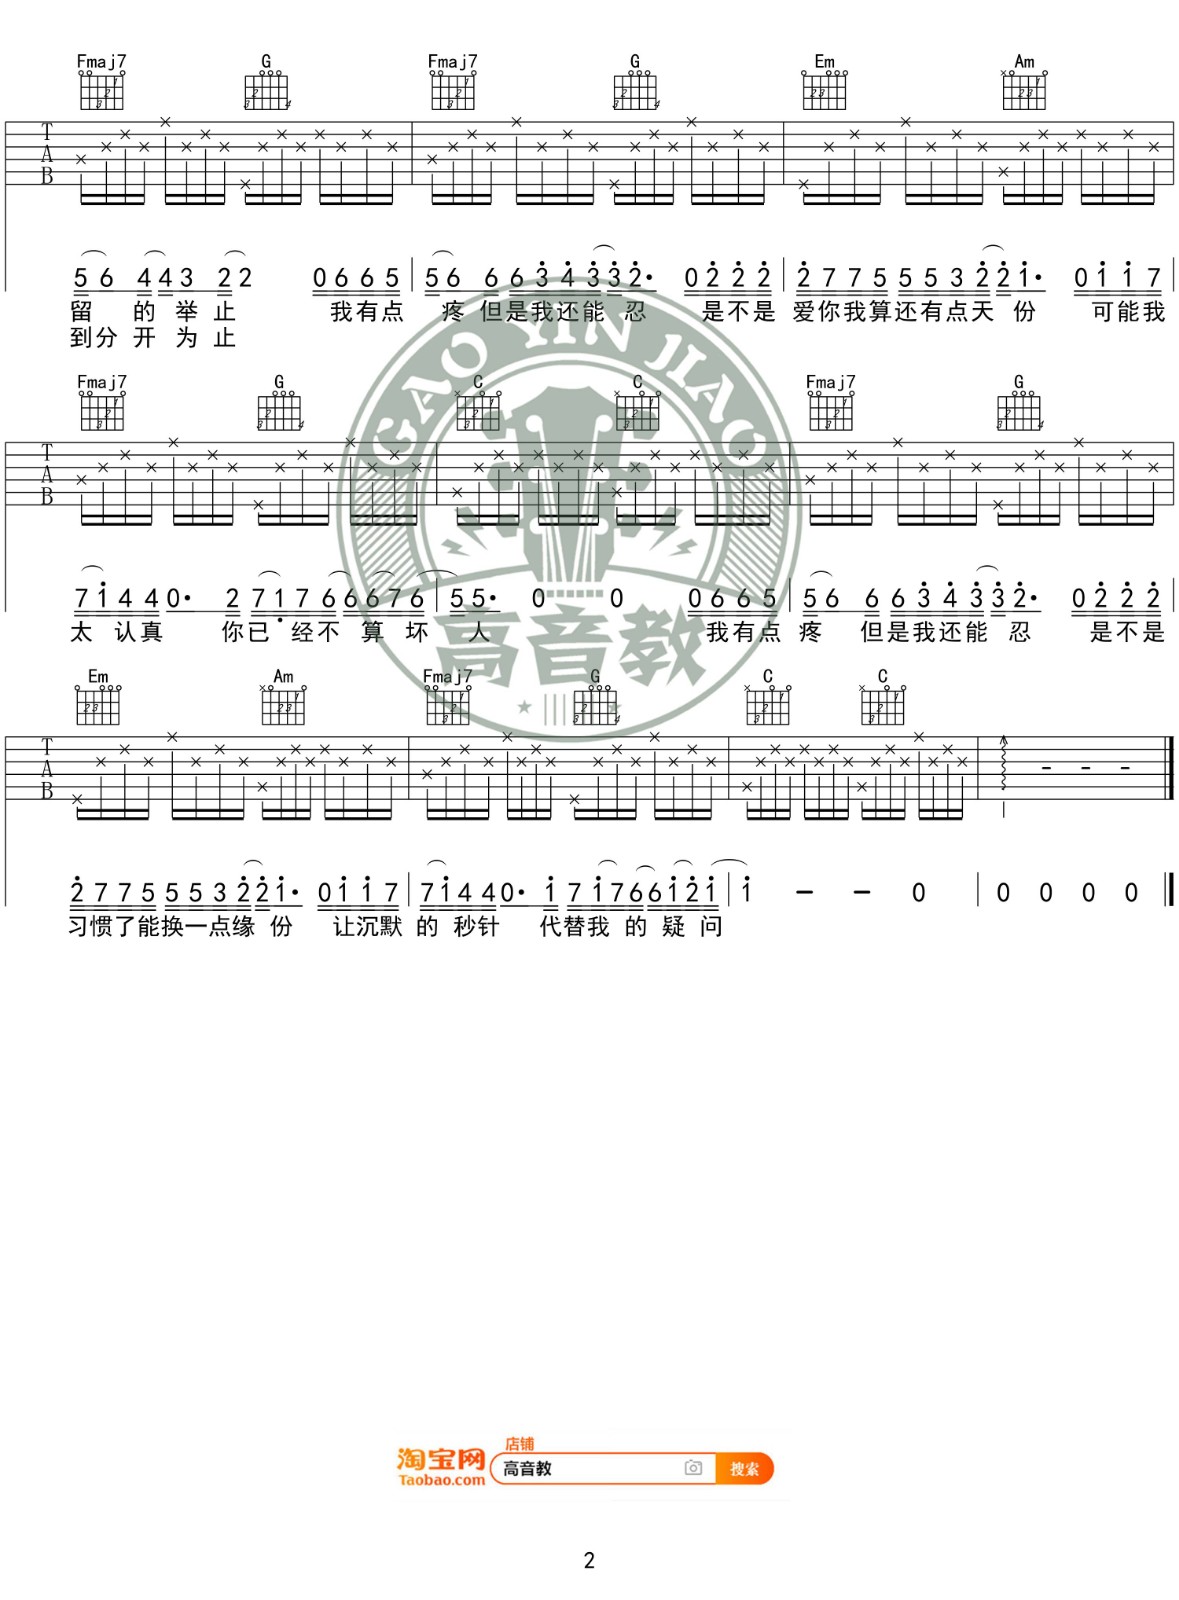 Fmaj7 G Fmaj7 G Em Am
T
A
B
5 6 4 4 3 2 2 0 6 6 5 5 6 6 6 3 4 3 3 2· 0 2 2 2 2 7 7 5 5 5 3 2 2 1· 0 1 1 7
留 的 举 止 我有点 疼 但是我还能 忍 是不是 爱你我算还有点天 份 可能我
到分 开 为 止
GAO YIN JIAO
Fmaj7 G C C Fmaj7 G
T
A
B
7 1 4 4 0· 2 7 1 7 6 6 6 7 6 5 5· 0 0 0 6 6 5 5 6 6 6 3 4 3 3 2· 0 2 2 2
太 认真 你已 经不 算 坏 人 我有点 疼 但是我还能 忍 是不是
高音教
Em Am Fmaj7 G C C
T
A
B
2 7 7 5 5 5 3 2 2 1· 0 1 1 7 7 1 4 4 0· 1 7 1 7 6 6 1 2 1 1 – – 0 0 0 0 0
习惯了能换一点缘 份 让沉默 的 秒针 代替我 的 疑 问
店铺
淘宝网 高音教 搜索
Taobao.com
2